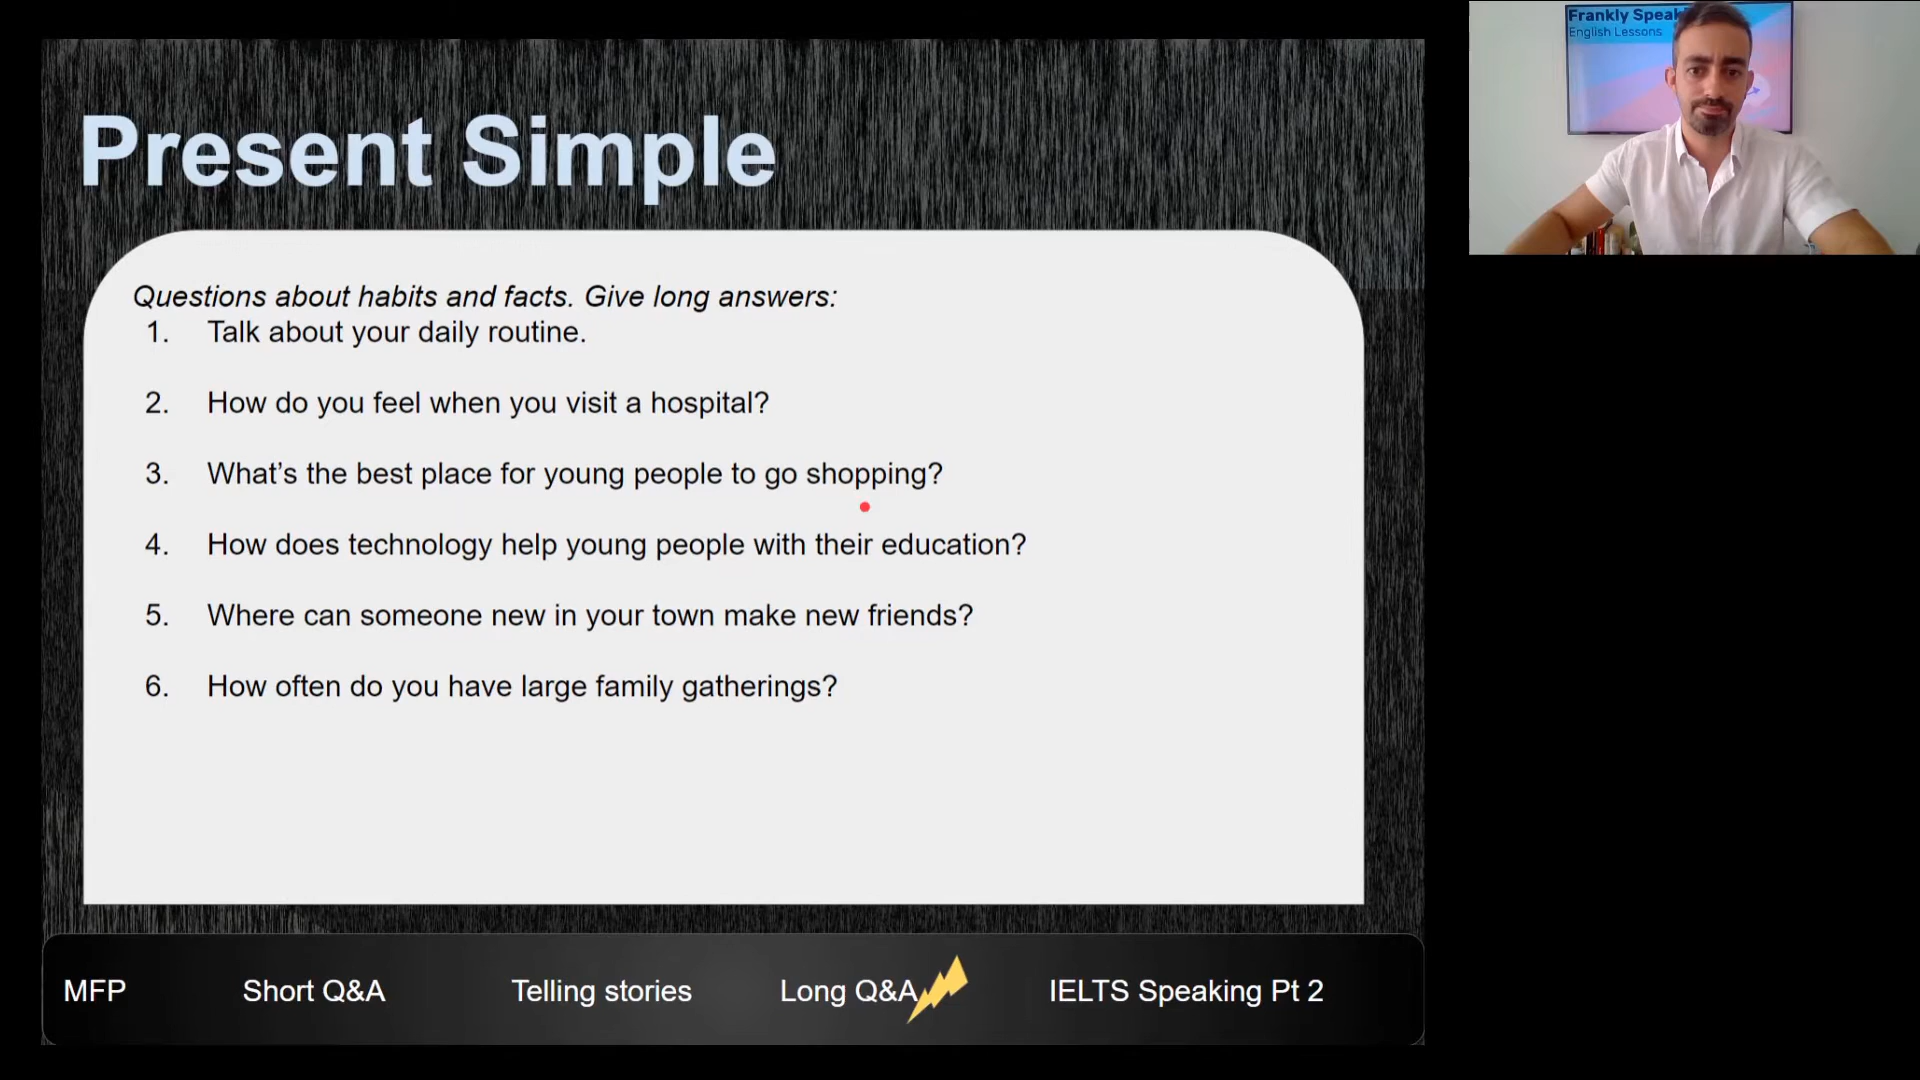 Present Simple
Questions about habits and facts. Give long answers:
1. Talk about your daily routine.
2. How do you feel when you visit a hospital?
3. What's the best place for young people to go shopping?
4. How does technology help young people with their education?
5. Where can someone new in your town make new friends?
6. How often do you have large family gatherings?
MFP Short Q&A Telling stories Long Q&A IELTS Speaking Pt 2
Frankly Speak
English Lessons